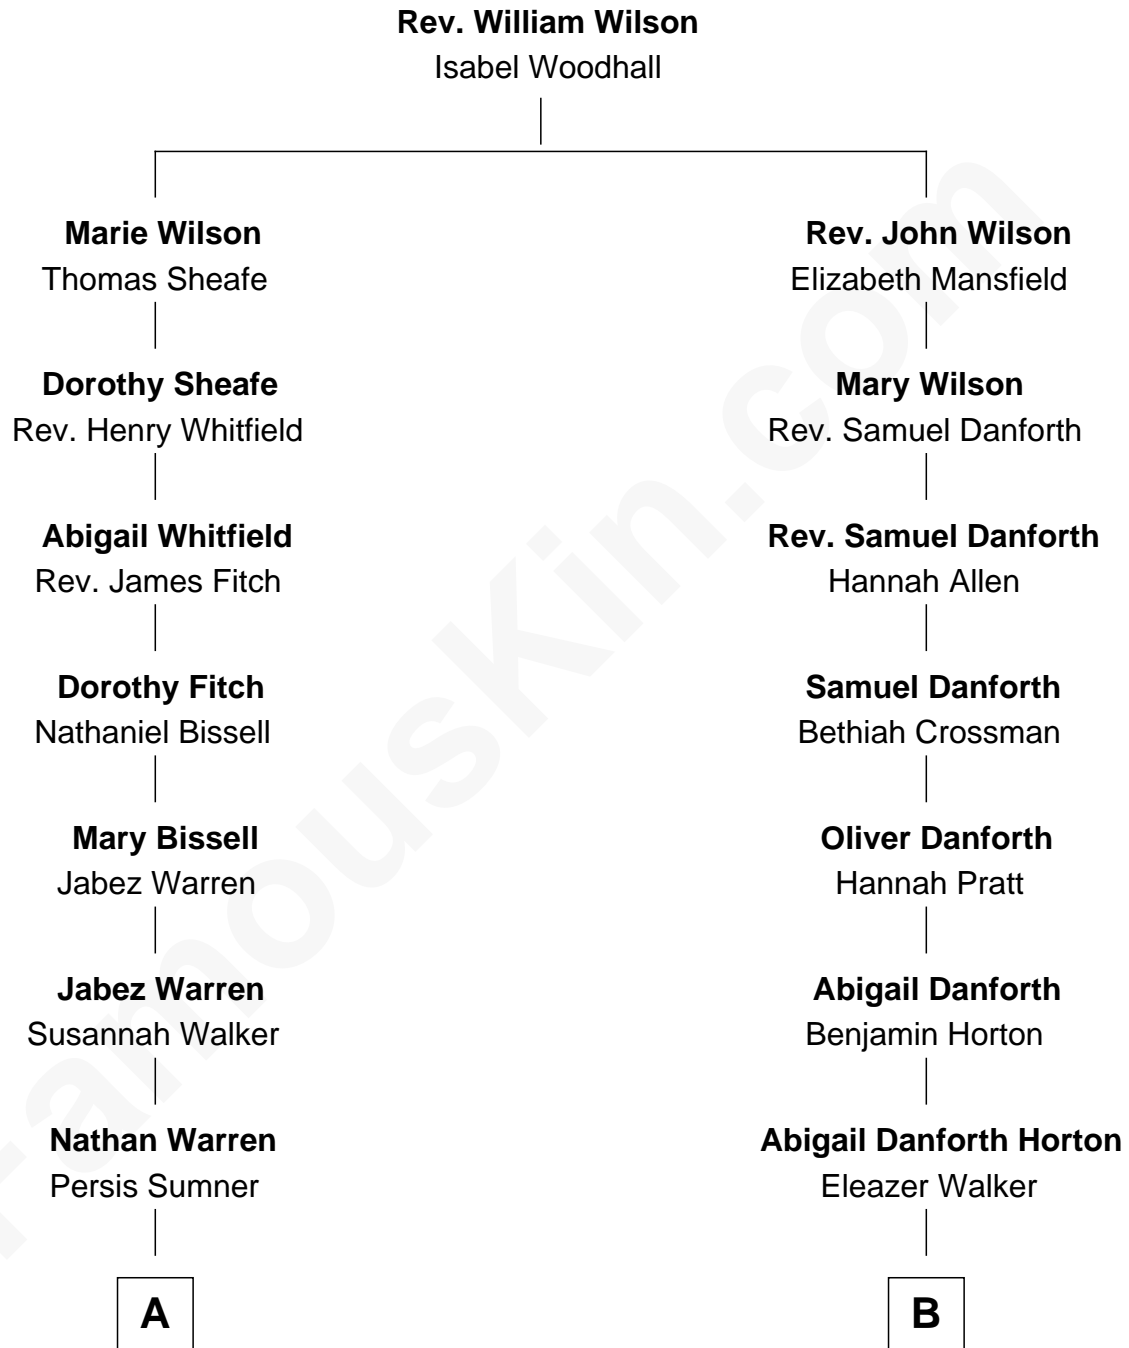 Rev. William Wilson
Isabel Woodhall
Marie Wilson
Thomas Sheafe
Rev. John Wilson
Elizabeth Mansfield
Dorothy Sheafe
Rev. Henry Whitfield
Mary Wilson
Rev. Samuel Danforth
Abigail Whitfield
Rev. James Fitch
Rev. Samuel Danforth
Hannah Allen
Dorothy Fitch
Nathaniel Bissell
Samuel Danforth
Bethiah Crossman
Mary Bissell
Jabez Warren
Oliver Danforth
Hannah Pratt
Jabez Warren
Susannah Walker
Abigail Danforth
Benjamin Horton
Nathan Warren
Persis Sumner
Abigail Danforth Horton
Eleazer Walker
A
B
FamousKin.com